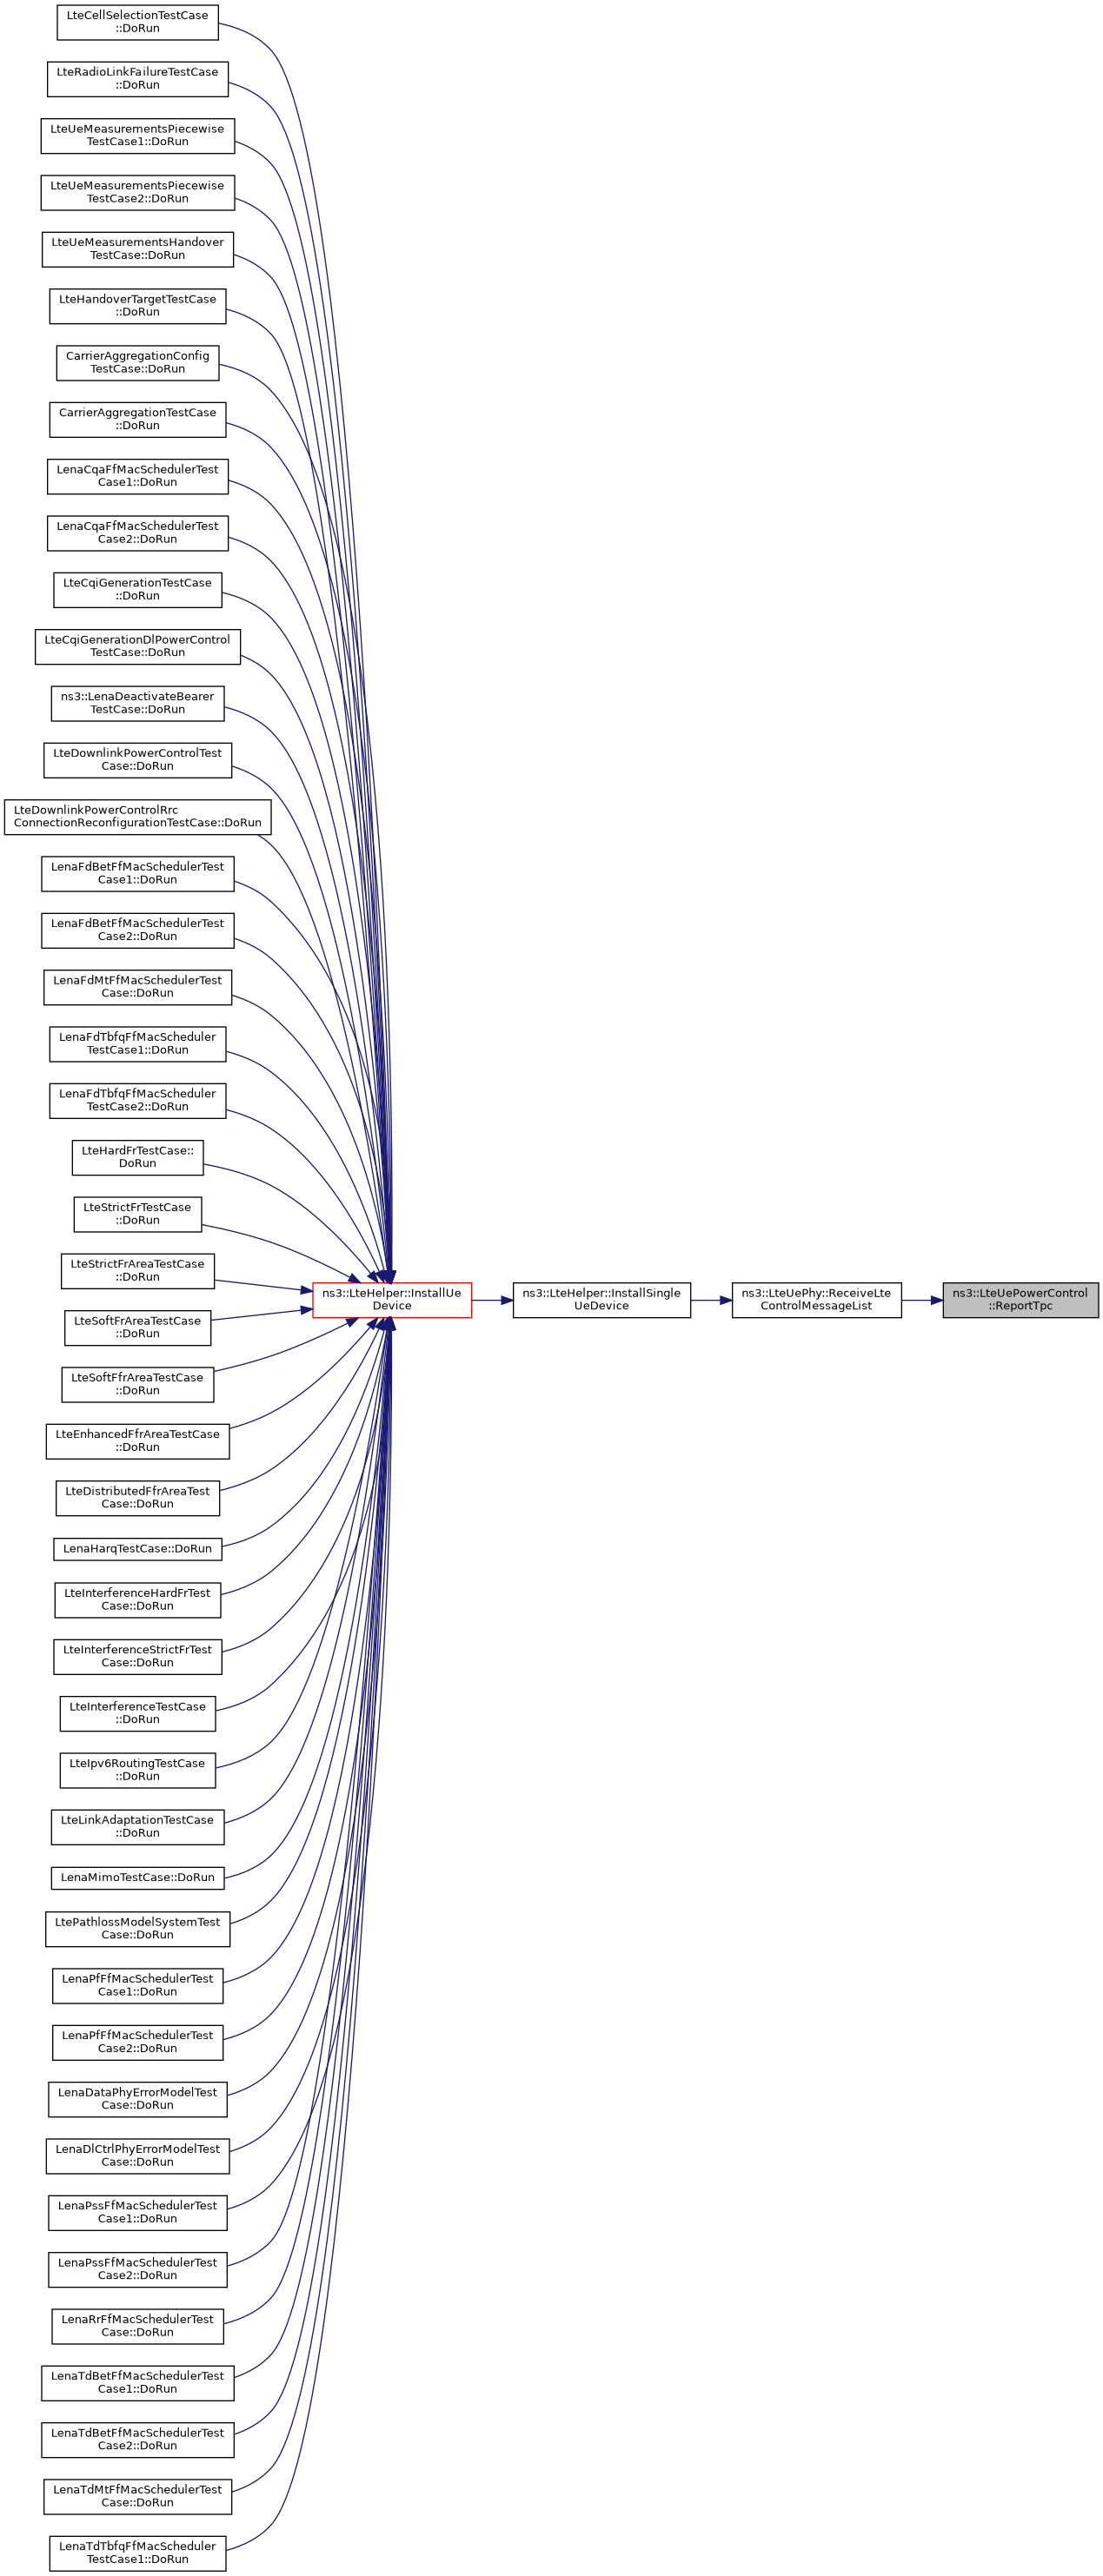 LteCellSelectionTestCase
::DoRun
LteRadioLinkFailureTestCase
::DoRun
LteUeMeasurementsPiecewise
TestCase1::DoRun
LteUeMeasurementsPiecewise
TestCase2::DoRun
LteUeMeasurementsHandover
TestCase::DoRun
LteHandoverTargetTestCase
::DoRun
CarrierAggregationConfig
TestCase::DoRun
CarrierAggregationTestCase
::DoRun
LenaCqaFfMacSchedulerTest
Case1::DoRun
LenaCqaFfMacSchedulerTest
Case2::DoRun
LteCqiGenerationTestCase
::DoRun
LteCqiGenerationDlPowerControl
TestCase::DoRun
ns3::LenaDeactivateBearer
TestCase::DoRun
LteDownlinkPowerControlTest
Case::DoRun
LteDownlinkPowerControlRrc
ConnectionReconfigurationTestCase::DoRun
LenaFdBetFfMacSchedulerTest
Case1::DoRun
LenaFdBetFfMacSchedulerTest
Case2::DoRun
LenaFdMtFfMacSchedulerTest
Case::DoRun
LenaFdTbfqFfMacScheduler
TestCase1::DoRun
LenaFdTbfqFfMacScheduler
TestCase2::DoRun
LteHardFrTestCase::
DoRun
LteStrictFrTestCase
::DoRun
LteStrictFrAreaTestCase
::DoRun
LteSoftFrAreaTestCase
::DoRun
LteSoftFfrAreaTestCase
::DoRun
LteEnhancedFfrAreaTestCase
::DoRun
LteDistributedFfrAreaTest
Case::DoRun
LenaHarqTestCase::DoRun
LteInterferenceHardFrTest
Case::DoRun
LteInterferenceStrictFrTest
Case::DoRun
LteInterferenceTestCase
::DoRun
LteIpv6RoutingTestCase
::DoRun
LteLinkAdaptationTestCase
::DoRun
LenaMimoTestCase::DoRun
LtePathlossModelSystemTest
Case::DoRun
LenaPfFfMacSchedulerTest
Case1::DoRun
LenaPfFfMacSchedulerTest
Case2::DoRun
LenaDataPhyErrorModelTest
Case::DoRun
LenaDlCtrlPhyErrorModelTest
Case::DoRun
LenaPssFfMacSchedulerTest
Case1::DoRun
LenaPssFfMacSchedulerTest
Case2::DoRun
LenaRrFfMacSchedulerTest
Case::DoRun
LenaTdBetFfMacSchedulerTest
Case1::DoRun
LenaTdBetFfMacSchedulerTest
Case2::DoRun
LenaTdMtFfMacSchedulerTest
Case::DoRun
LenaTdTbfqFfMacScheduler
TestCase1::DoRun
ns3::LteHelper::InstallUe
Device
ns3::LteHelper::InstallSingle
UeDevice
ns3::LteUePhy::ReceiveLte
ControlMessageList
ns3::LteUePowerControl
::ReportTpc